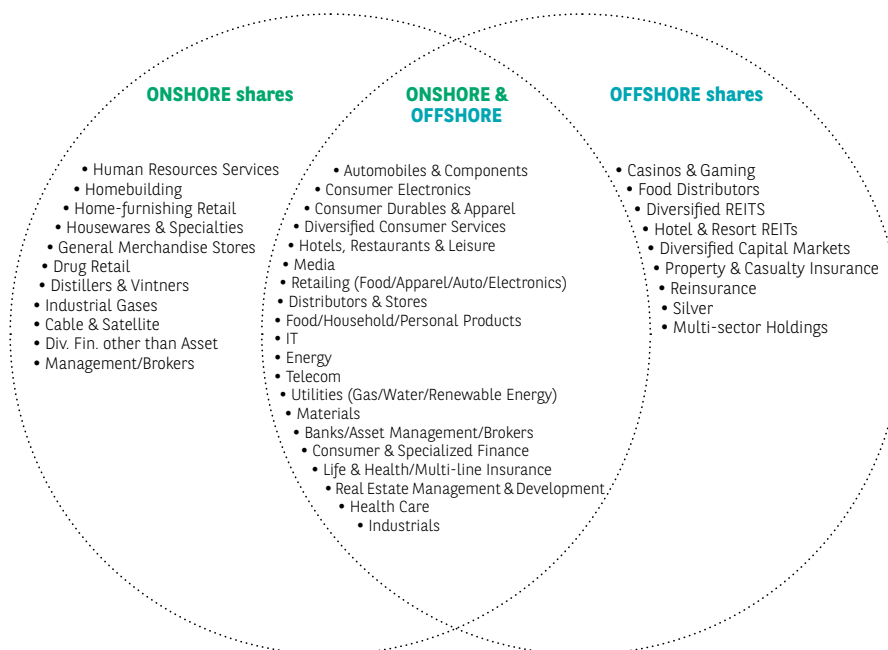 ONSHORE shares
• Human Resources Services
• Homebuilding
• Home-furnishing Retail
• Housewares & Specialties
• General Merchandise Stores
• Drug Retail
• Distillers & Vintners
• Industrial Gases
• Cable & Satellite
• Div. Fin. other than Asset
• Management/Brokers
ONSHORE &
OFFSHORE
• Automobiles & Components
• Consumer Electronics
• Consumer Durables & Apparel
• Diversified Consumer Services
• Hotels, Restaurants & Leisure
• Media
• Retailing (Food/Apparel/Auto/Electronics)
• Distributors & Stores
• Food/Household/Personal Products
• IT
• Energy
• Telecom
• Utilities (Gas/Water/Renewable Energy)
• Materials
• Banks/Asset Management/Brokers
• Consumer & Specialized Finance
• Life & Health/Multi-line Insurance
• Real Estate Management & Development
• Health Care
• Industrials
OFFSHORE shares
• Casinos & Gaming
• Food Distributors
• Diversified REITS
• Hotel & Resort REITs
• Diversified Capital Markets
• Property & Casualty Insurance
• Reinsurance
• Silver
• Multi-sector Holdings